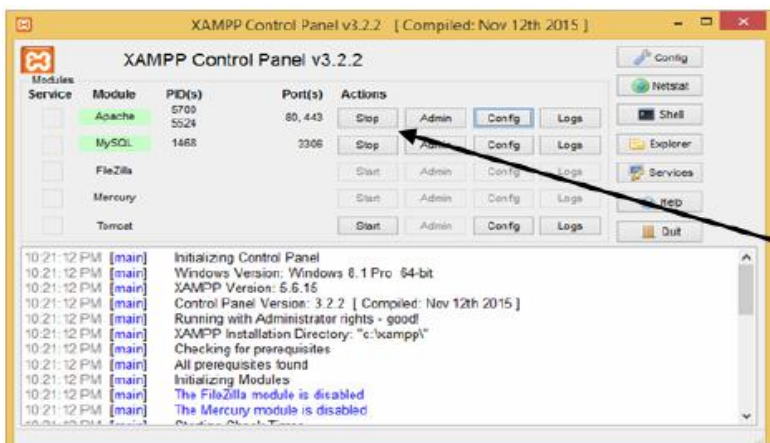 XAMPP Control Panel v3.2.2 [ Compiled: Nov 12th 2015 ]
XAMPP Control Panel v3.2.2
Config
Modules
Service Module PID(s) Port(s) Actions
Netstat
Apache 5700 5524 80, 443 Stop Admin Config Logs
Shell
MySQL 1468 3306 Stop Admin Config Logs
Explorer
FileZilla Start Admin Config Logs
Services
Mercury Start Admin Config Logs
Help
Tomcat Start Admin Config Logs
Quit
10:21:12 PM [main] Initializing Control Panel
10:21:12 PM [main] Windows Version: Windows 8.1 Pro 64-bit
10:21:12 PM [main] XAMPP Version: 5.6.15
10:21:12 PM [main] Control Panel Version: 3.2.2 [ Compiled: Nov 12th 2015 ]
10:21:12 PM [main] Running with Administrator rights - good!
10:21:12 PM [main] XAMPP Installation Directory: "c:\xampp\"
10:21:12 PM [main] Checking for prerequisites
10:21:12 PM [main] All prerequisites found
10:21:12 PM [main] Initializing Modules
10:21:12 PM [main] The FileZilla module is disabled
10:21:12 PM [main] The Mercury module is disabled